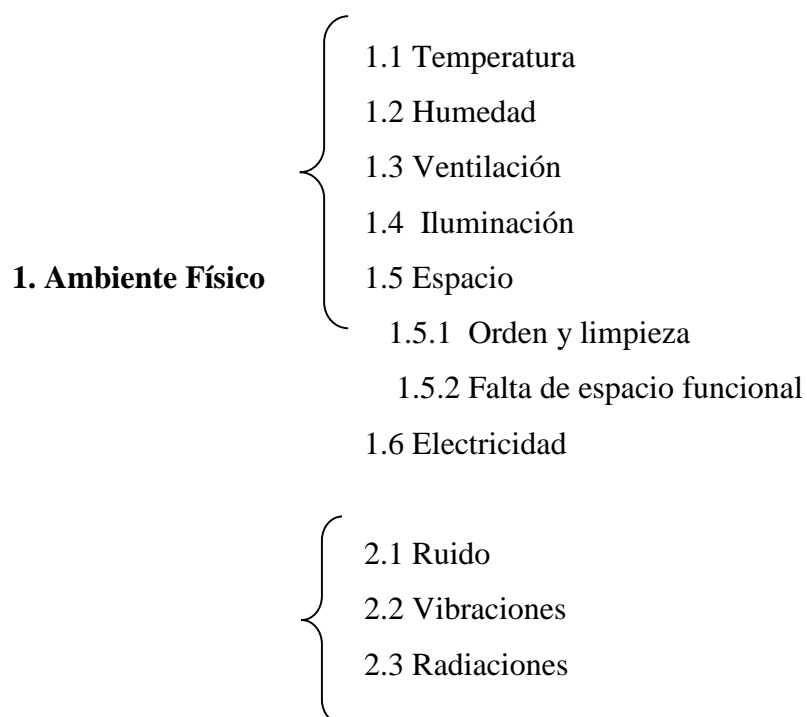 1.1 Temperatura
1.2 Humedad
1.3 Ventilación
1.4 Iluminación
1. Ambiente Físico
1.5 Espacio
1.5.1 Orden y limpieza
1.5.2 Falta de espacio funcional
1.6 Electricidad
2.1 Ruido
2.2 Vibraciones
2.3 Radiaciones